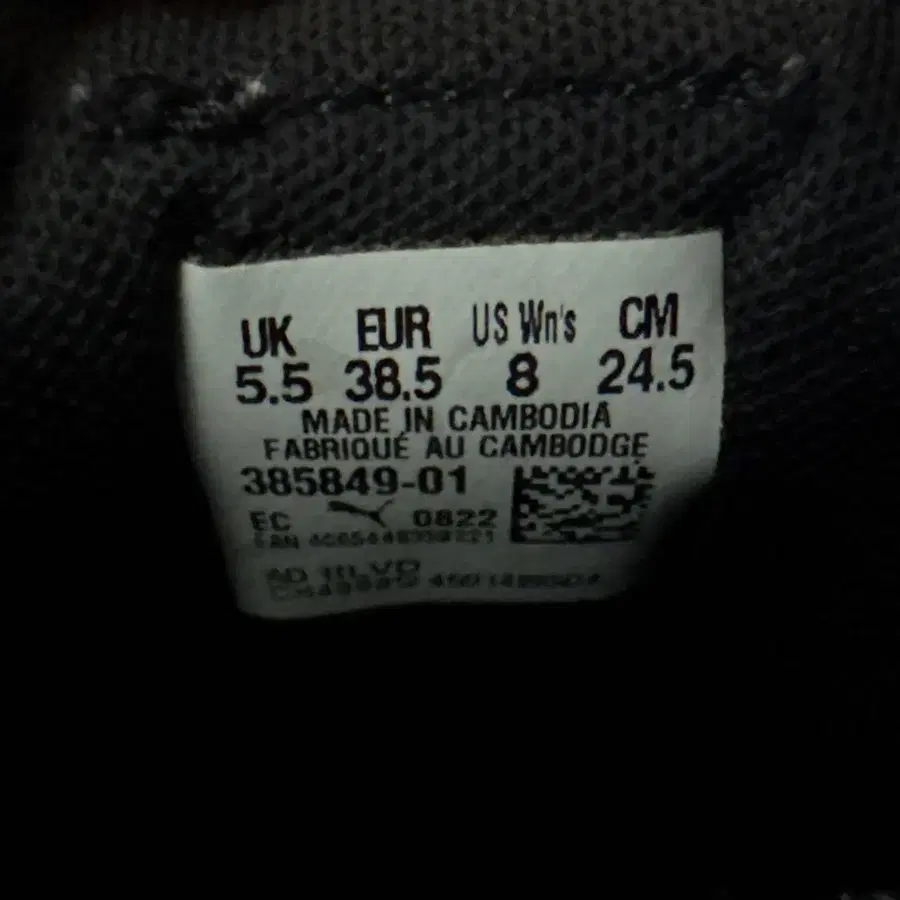 UK EUR US Wn's CM
5.5 38.5 8 24.5
MADE IN CAMBODIA
FABRIQUÉ AU CAMBODGE
385849-01
EC 0822
EAN